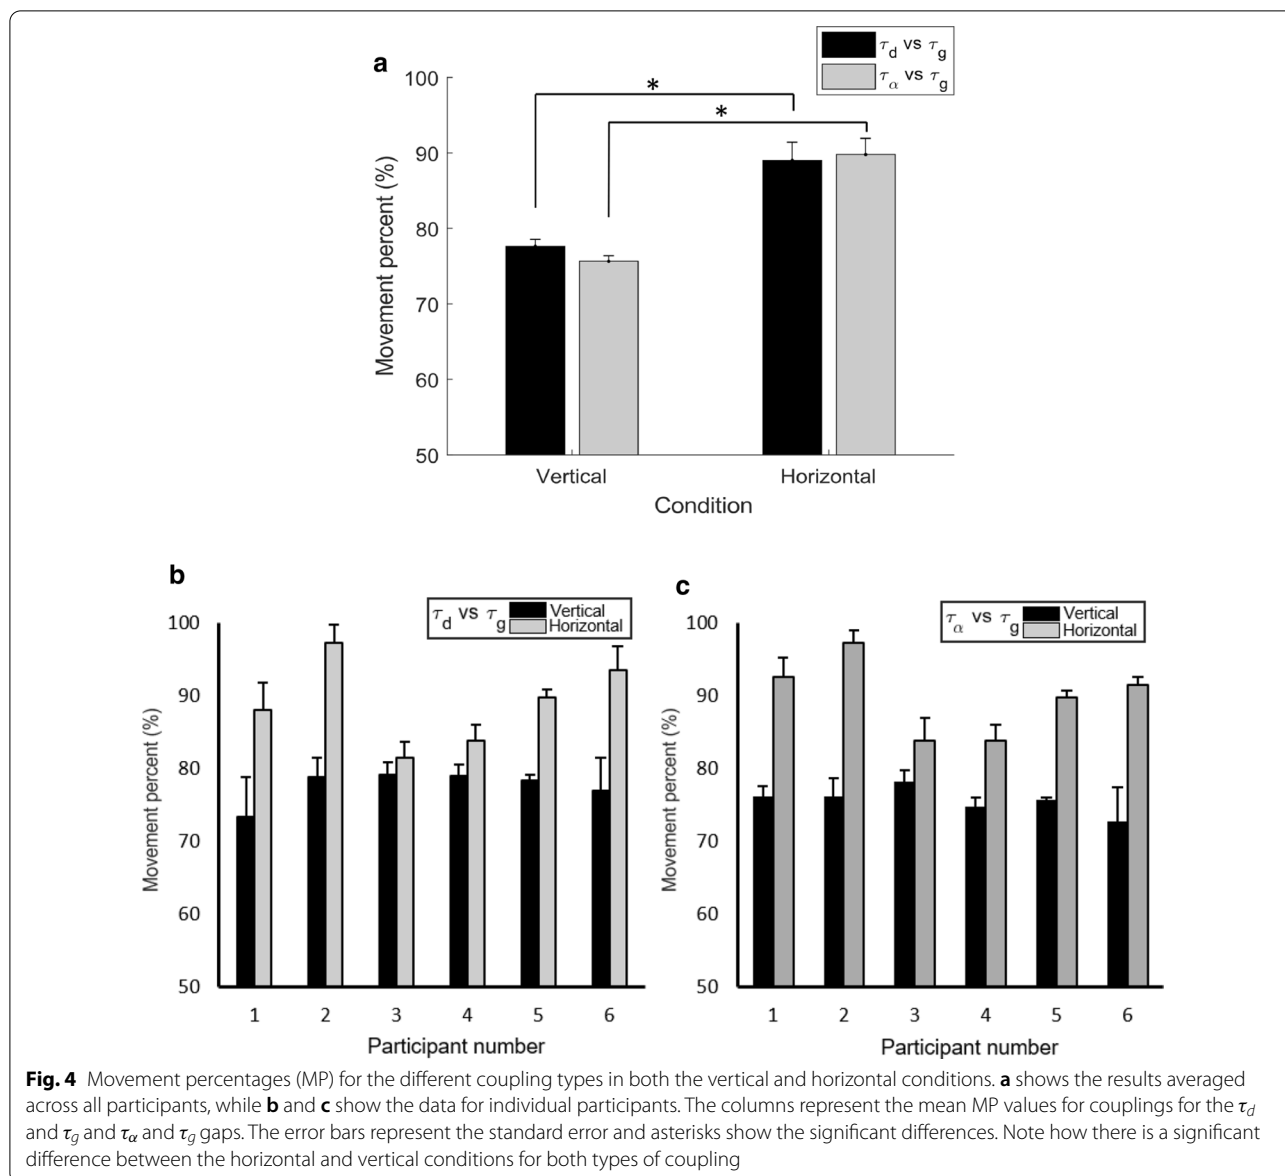 a
τd vs τg
τα vs τg
*
*
100
90
80
70
60
50
Movement percent (%)
Vertical Horizontal
Condition
b
τd vs τg Vertical
Horizontal
100
90
80
70
60
50
Movement percent (%)
1 2 3 4 5 6
Participant number
c
τα vs τg Vertical
Horizontal
100
90
80
70
60
50
Movement percent (%)
1 2 3 4 5 6
Participant number
Fig. 4 Movement percentages (MP) for the different coupling types in both the vertical and horizontal conditions. a shows the results averaged
across all participants, while b and c show the data for individual participants. The columns represent the mean MP values for couplings for the τd
and τg and τα and τg gaps. The error bars represent the standard error and asterisks show the significant differences. Note how there is a significant
difference between the horizontal and vertical conditions for both types of coupling